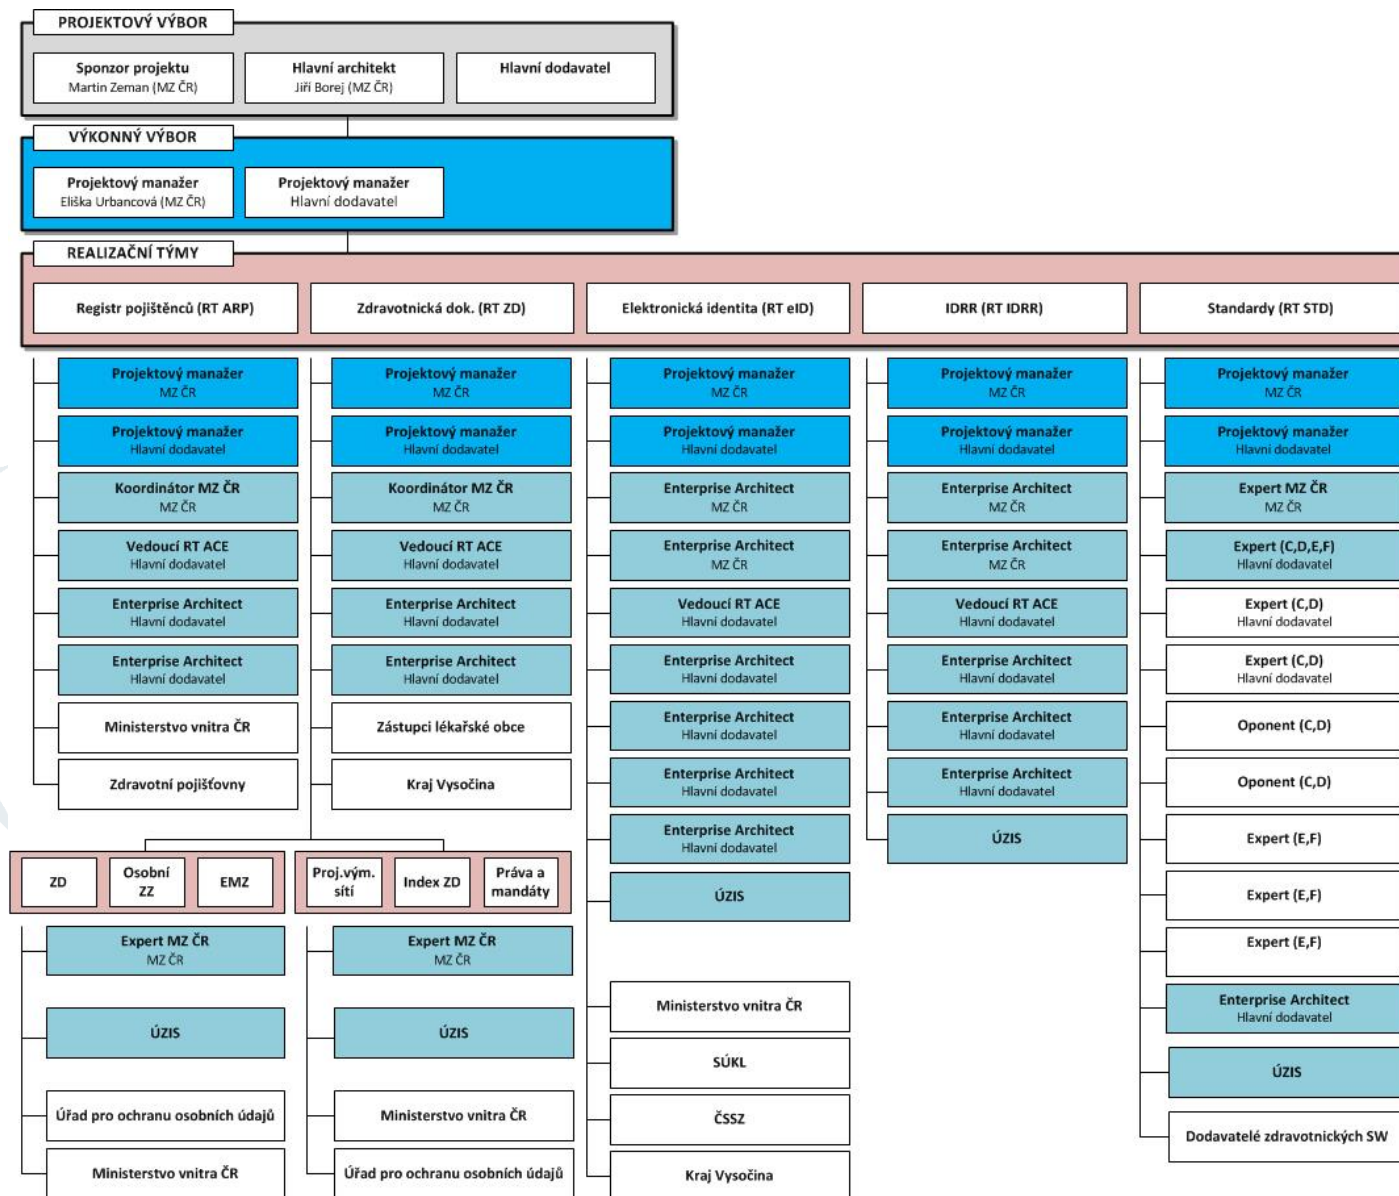 PROJEKTOVÝ VÝBOR
Sponzor projektu
Martin Zeman (MZ ČR)
Hlavní architekt
Jiří Borej (MZ ČR)
Hlavní dodavatel
VÝKONNÝ VÝBOR
Projektový manažer
Eliška Urbancová (MZ ČR)
Projektový manažer
Hlavní dodavatel
REALIZAČNÍ TÝMY
Registr pojištěnců (RT ARP)
Zdravotnická dok. (RT ZD)
Elektronická identita (RT eID)
IDRR (RT IDRR)
Standardy (RT STD)
Projektový manažer
MZ ČR
Projektový manažer
Hlavní dodavatel
Koordinátor MZ ČR
MZ ČR
Vedoucí RT ACE
Hlavní dodavatel
Enterprise Architect
Hlavní dodavatel
Enterprise Architect
Hlavní dodavatel
Ministerstvo vnitra ČR
Zdravotní pojišťovny
Projektový manažer
MZ ČR
Projektový manažer
Hlavní dodavatel
Koordinátor MZ ČR
MZ ČR
Vedoucí RT ACE
Hlavní dodavatel
Enterprise Architect
Hlavní dodavatel
Enterprise Architect
Hlavní dodavatel
Zástupci lékařské obce
Kraj Vysočina
ZD
Osobní
ZZ
EMZ
Expert MZ ČR
MZ ČR
ÚZIS
Úřad pro ochranu osobních údajů
Ministerstvo vnitra ČR
Proj.vým.
sítí
Index ZD
Práva a
mandáty
Expert MZ ČR
MZ ČR
ÚZIS
Ministerstvo vnitra ČR
Úřad pro ochranu osobních údajů
Projektový manažer
MZ ČR
Projektový manažer
Hlavní dodavatel
Enterprise Architect
MZ ČR
Enterprise Architect
MZ ČR
Vedoucí RT ACE
Hlavní dodavatel
Enterprise Architect
Hlavní dodavatel
Enterprise Architect
Hlavní dodavatel
Enterprise Architect
Hlavní dodavatel
Enterprise Architect
Hlavní dodavatel
ÚZIS
Ministerstvo vnitra ČR
SÚKL
ČSSZ
Kraj Vysočina
Projektový manažer
MZ ČR
Projektový manažer
Hlavní dodavatel
Enterprise Architect
MZ ČR
Enterprise Architect
MZ ČR
Vedoucí RT ACE
Hlavní dodavatel
Enterprise Architect
Hlavní dodavatel
Enterprise Architect
Hlavní dodavatel
Enterprise Architect
Hlavní dodavatel
ÚZIS
Projektový manažer
MZ ČR
Projektový manažer
Hlavní dodavatel
Expert MZ ČR
MZ ČR
Expert (C,D,E,F)
Hlavní dodavatel
Expert (C,D)
Hlavní dodavatel
Expert (C,D)
Hlavní dodavatel
Oponent (C,D)
Oponent (C,D)
Expert (E,F)
Expert (E,F)
Expert (E,F)
Enterprise Architect
Hlavní dodavatel
ÚZIS
Dodavatelé zdravotnických SW